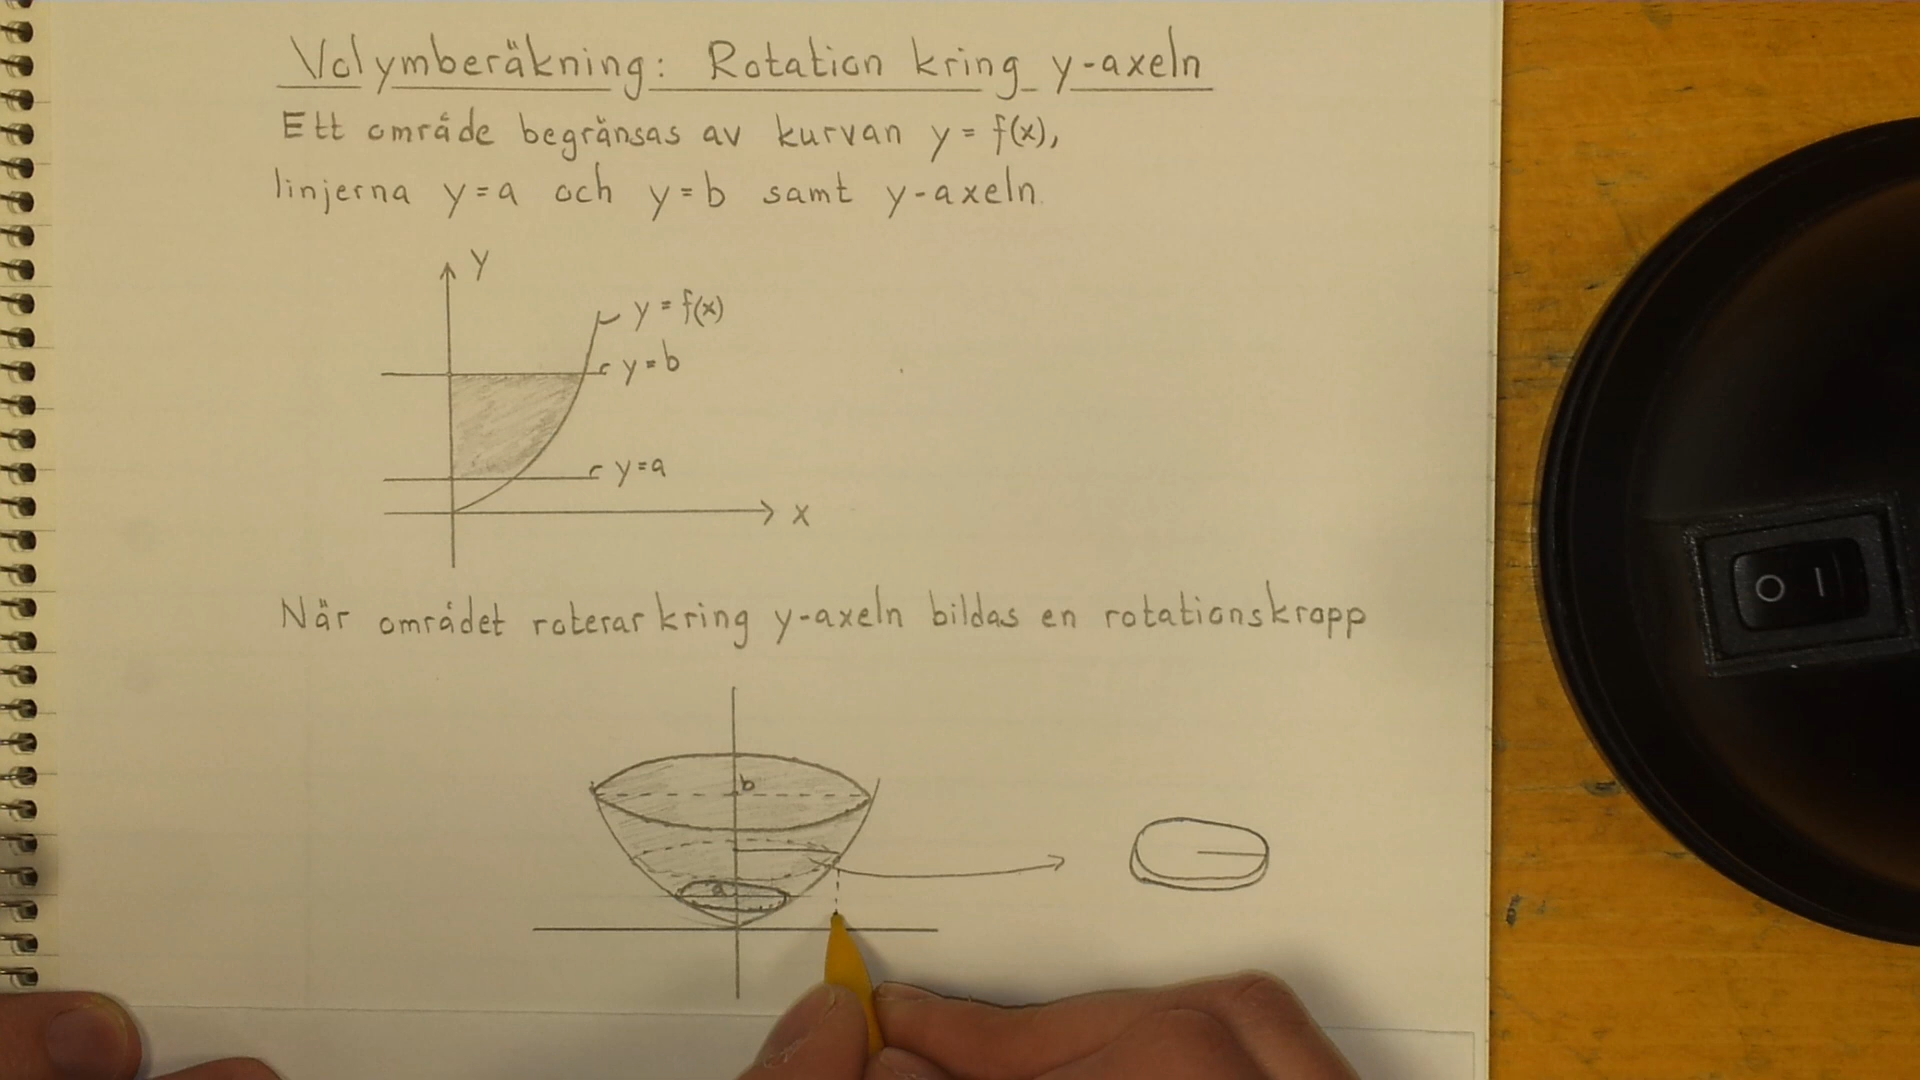 Volymberäkning: Rotation kring y-axeln
Ett område begränsas av kurvan y = f(x),
linjerna y=a och y=b samt y-axeln.
y
y = f(x)
y=b
y=a
x
När området roterar kring y-axeln bildas en rotationskropp
b
a
O I